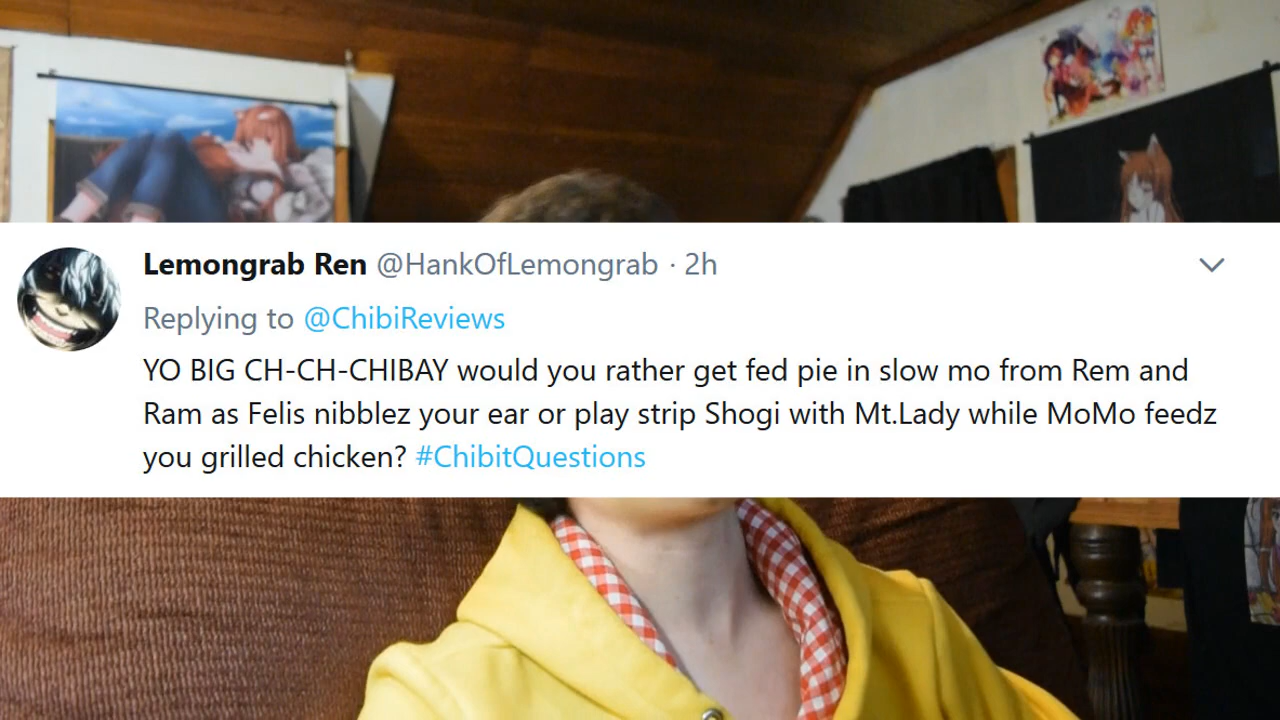 Lemongrab Ren @HankOfLemongrab · 2h
Replying to @ChibiReviews
YO BIG CH-CH-CHIBAY would you rather get fed pie in slow mo from Rem and
Ram as Felis nibblez your ear or play strip Shogi with Mt.Lady while MoMo feedz
you grilled chicken? #ChibitQuestions